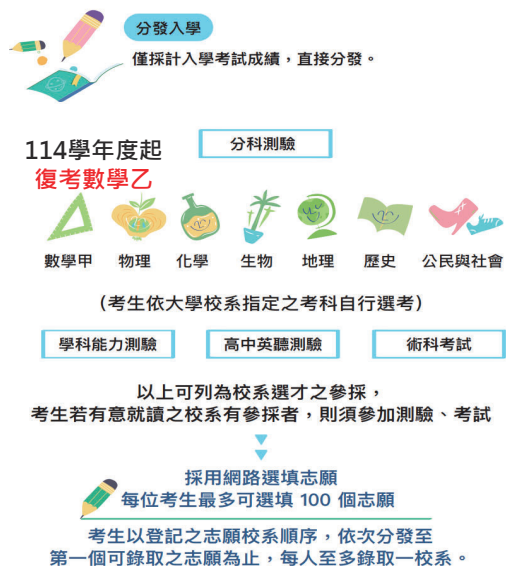 分發入學
僅採計入學考試成績，直接分發。
114學年度起
復考數學乙
分科測驗
數學甲 物理 化學 生物 地理 歷史 公民與社會
(考生依大學校系指定之考科自行選考)
學科能力測驗 高中英聽測驗 術科考試
以上可列為校系選才之參採，
考生若有意就讀之校系有參採者，則須參加測驗、考試
採用網路選填志願
每位考生最多可選填 100 個志願
考生以登記之志願校系順序，依次分發至
第一個可錄取之志願為止，每人至多錄取一校系。